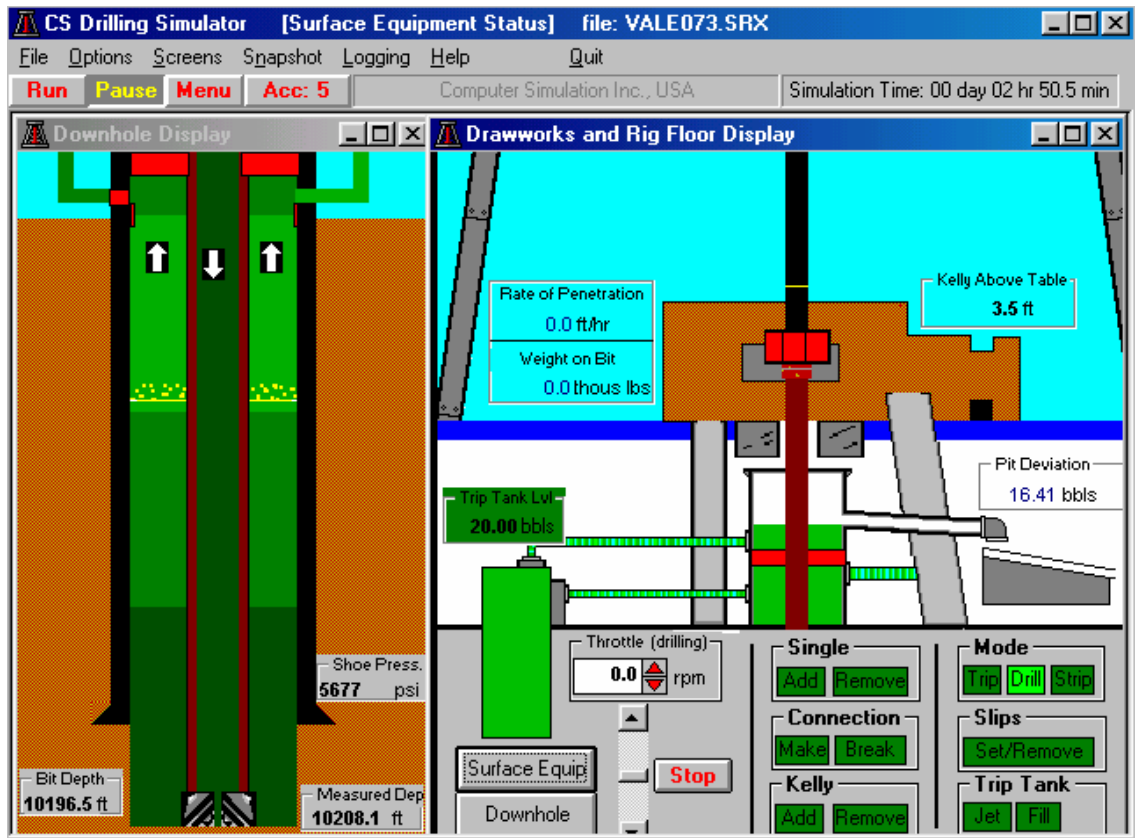 CS Drilling Simulator [Surface Equipment Status] file: VALE073.SRX
File Options Screens Snapshot Logging Help Quit
Run Pause Menu Acc: 5 Computer Simulation Inc., USA Simulation Time: 00 day 02 hr 50.5 min
Downhole Display
Shoe Press.
5677 psi
Bit Depth
10196.5 ft
Measured Dep
10208.1 ft
Drawworks and Rig Floor Display
Rate of Penetration
0.0 ft/hr
Weight on Bit
0.0 thous lbs
Kelly Above Table
3.5 ft
Pit Deviation
16.41 bbls
Trip Tank Lvl
20.00 bbls
Throttle (drilling)
0.0 rpm
Surface Equip
Downhole
Stop
Single
Add Remove
Connection
Make Break
Kelly
Add Remove
Mode
Trip Drill Strip
Slips
Set/Remove
Trip Tank
Jet Fill